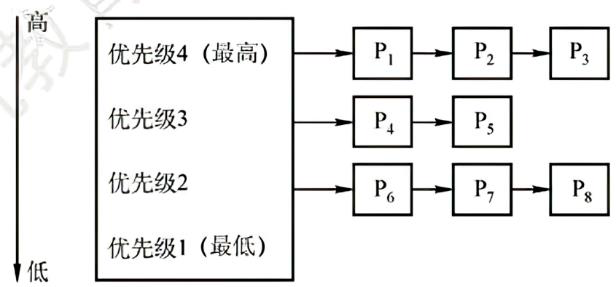 高
优先级4（最高） P₁ P₂ P₃
优先级3 P₄ P₅
优先级2 P₆ P₇ P₈
优先级1（最低）
低